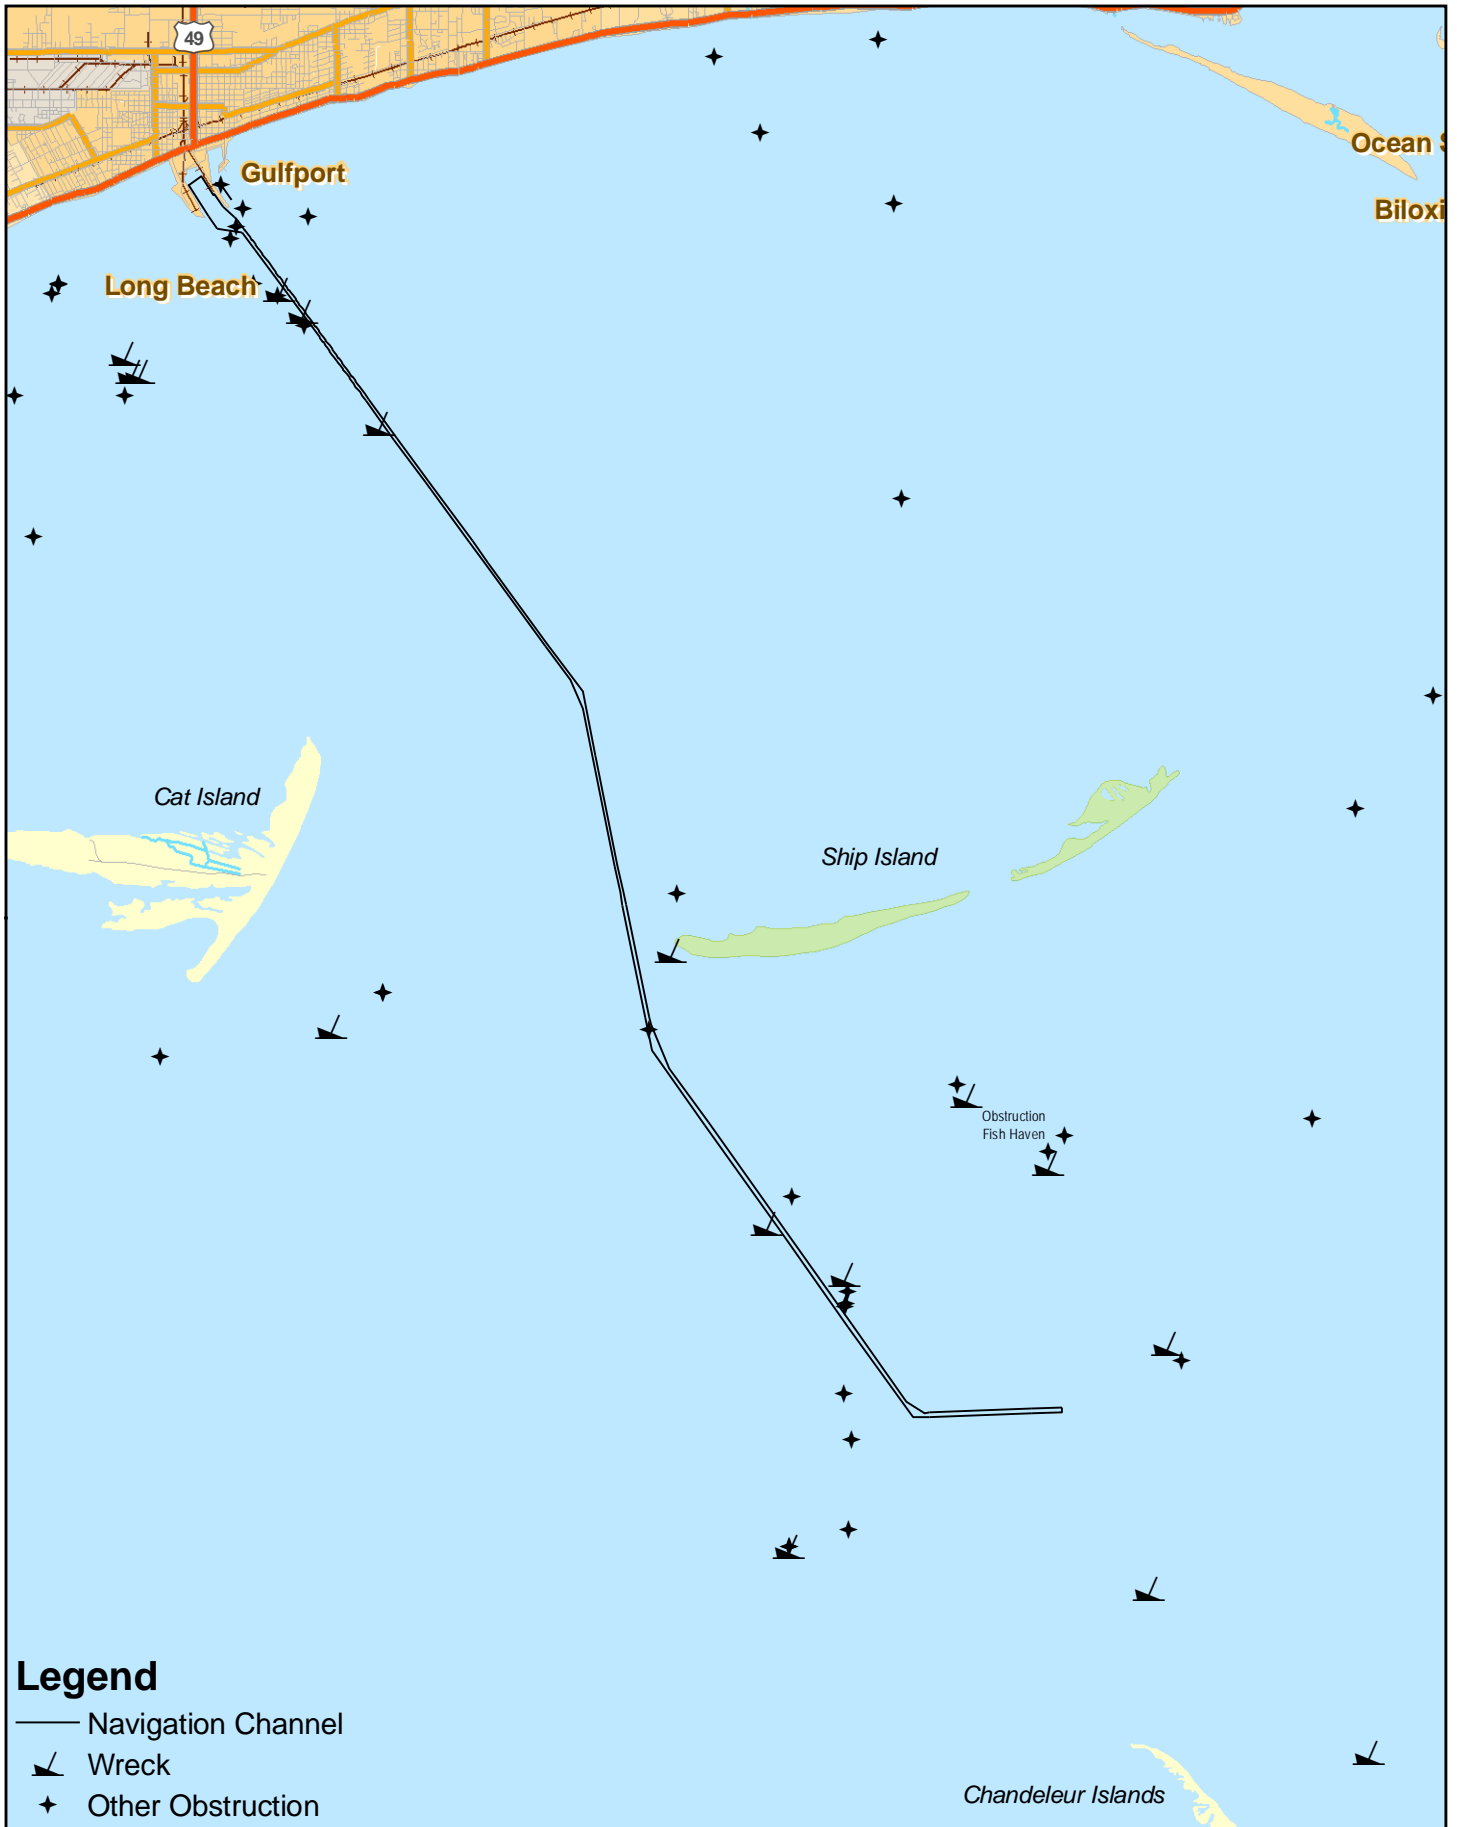 49
Ocean S
Gulfport
Biloxi
Long Beach
Cat Island
Ship Island
Obstruction
Fish Haven
Legend
Navigation Channel
Wreck
Other Obstruction
Chandeleur Islands